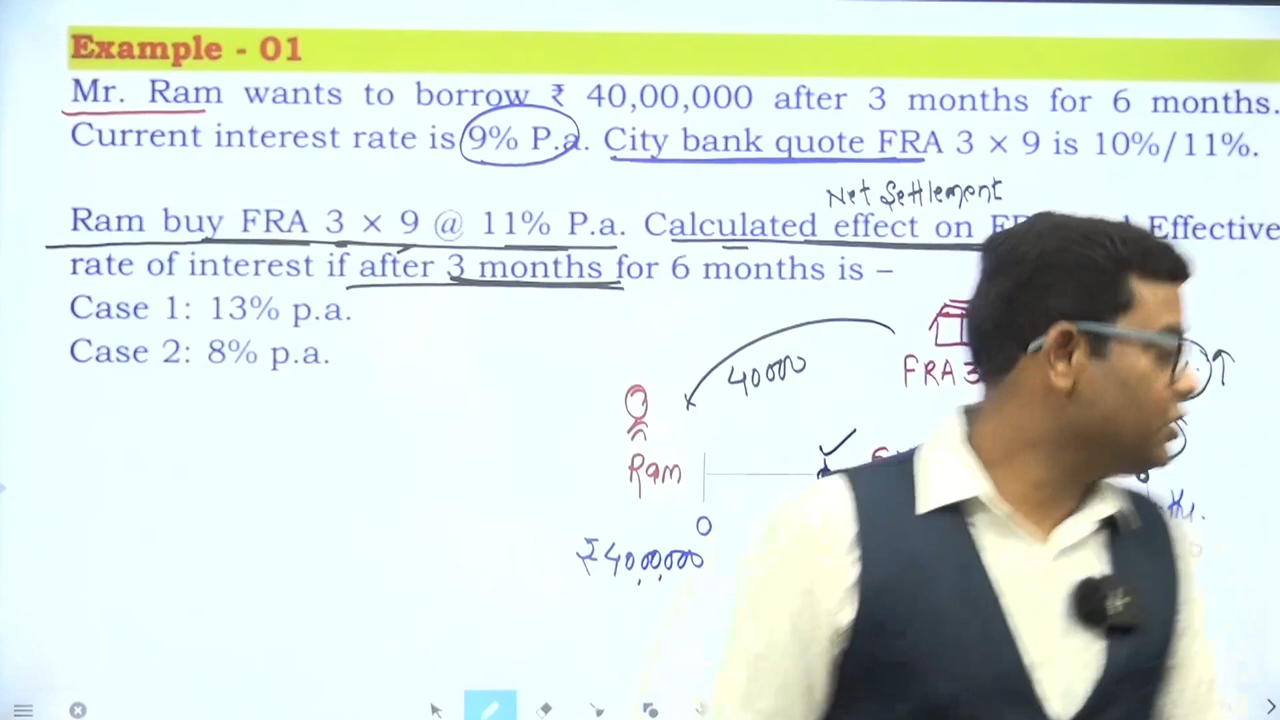 Example - 01
Mr. Ram wants to borrow ₹ 40,00,000 after 3 months for 6 months.
Current interest rate is 9% P.a. City bank quote FRA 3 × 9 is 10%/11%.
Net Settlement
Ram buy FRA 3 × 9 @ 11% P.a. Calculated effect on Effective
rate of interest if after 3 months for 6 months is –
Case 1: 13% p.a.
Case 2: 8% p.a.
40000
FRA 3
Ram
0
₹40,00,000